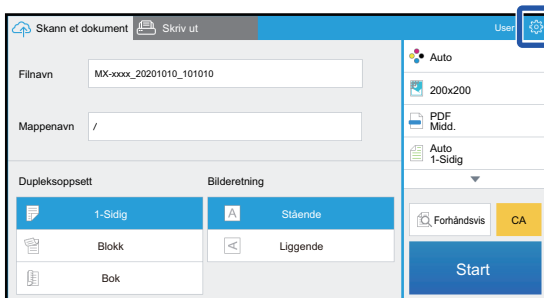 Skann et dokument
Skriv ut
User
Filnavn
MX-xxxx_20201010_101010
Mappenavn
/
Dupleksoppsett
Bilderetning
1-Sidig
A
Stående
Blokk
A
Liggende
Bok
Auto
200x200
PDF
Midd.
Auto
1-Sidig
Forhåndsvis
CA
Start